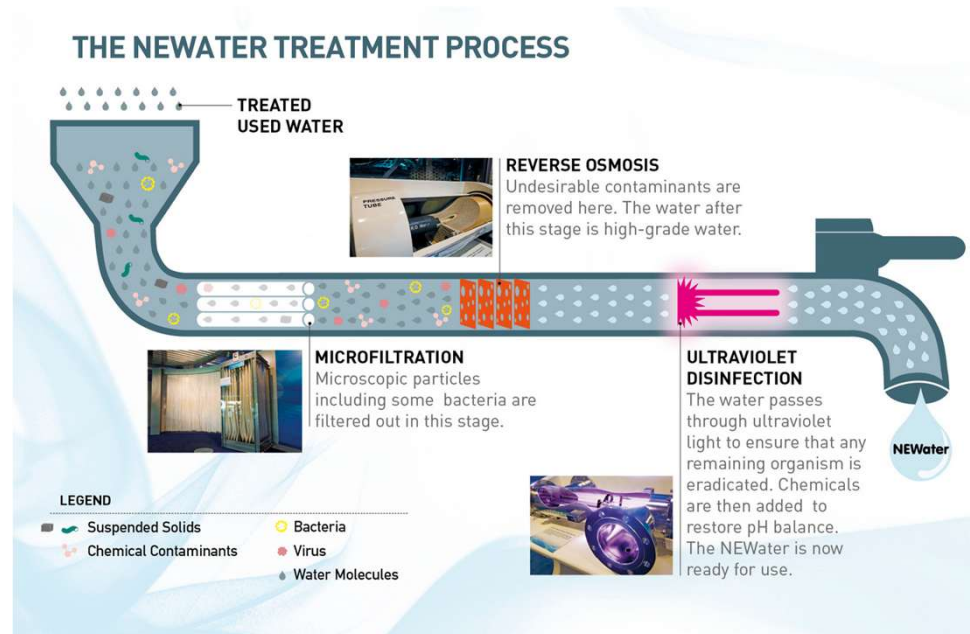 THE NEWATER TREATMENT PROCESS
TREATED
USED WATER
PRESSURE
TUBE
REVERSE OSMOSIS
Undesirable contaminants are
removed here. The water after
this stage is high-grade water.
MICROFILTRATION
Microscopic particles
including some bacteria are
filtered out in this stage.
ULTRAVIOLET
DISINFECTION
The water passes
through ultraviolet
light to ensure that any
remaining organism is
eradicated. Chemicals
are then added to
restore pH balance.
The NEWater is now
ready for use.
NEWater
LEGEND
Suspended Solids
Chemical Contaminants
Bacteria
Virus
Water Molecules